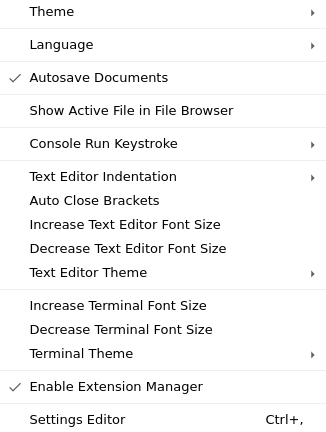 Theme
Language
Autosave Documents
Show Active File in File Browser
Console Run Keystroke
Text Editor Indentation
Auto Close Brackets
Increase Text Editor Font Size
Decrease Text Editor Font Size
Text Editor Theme
Increase Terminal Font Size
Decrease Terminal Font Size
Terminal Theme
Enable Extension Manager
Settings Editor Ctrl+,